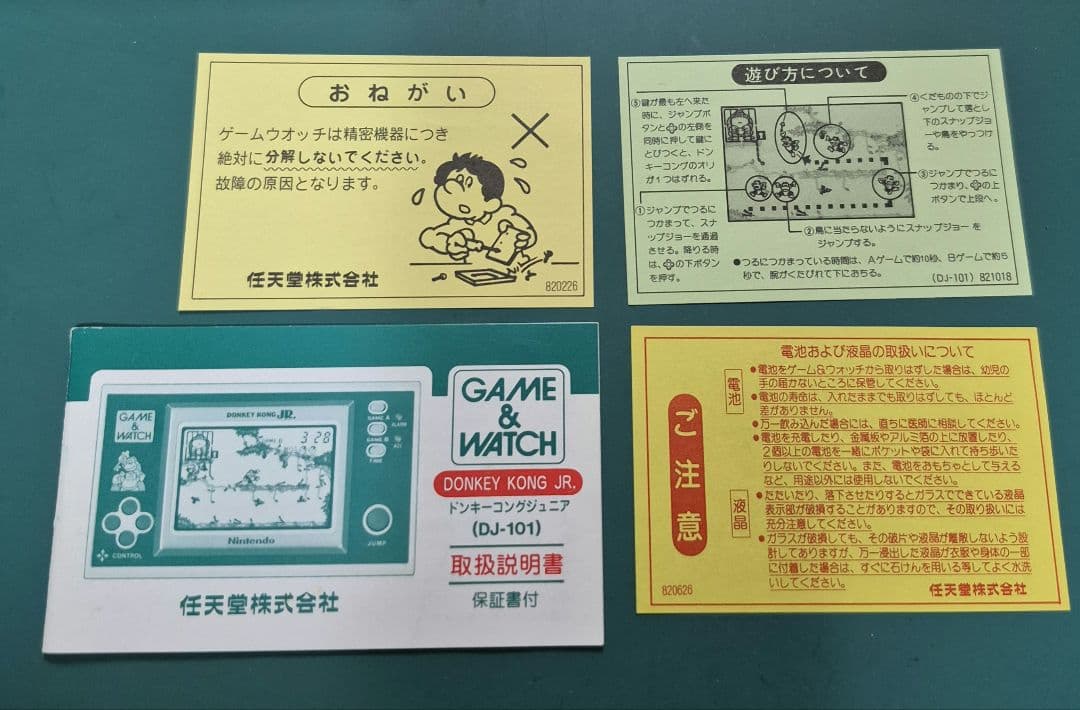 おねがい
ゲームウオッチは精密機器につき
絶対に分解しないでください。
故障の原因となります。
任天堂株式会社
820226
遊び方について
⑤鍵が最も左へ来た
時に、ジャンプボ
タンと✥の左側を
同時に押して鍵に
とびつくと、ドン
キーコングのオリ
が1つはずれる。
④くだものの下でジ
ャンプして落とし
下のスナップジョ
ーや鳥をやっつけ
る。
③ジャンプでつるに
つかまり、✥の上
ボタンで上段へ。
①ジャンプでつるに
つかまって、スナ
ップジョーを通過
させる。降りる時
は、✥の下ボタン
を押す。
②鳥に当たらないようにスナップジョーを
ジャンプする。
●つるにつかまっている時間は、Aゲームで約10秒、Bゲームで約5
秒で、腕がくたびれて下におちる。
(DJ-101) 821018
GAME
&
WATCH
DONKEY KONG JR.
GAME A
ALARM
GAME B
ACL
TIME
GAME B
3 28
Nintendo
CONTROL
JUMP
任天堂株式会社
GAME
&
WATCH
DONKEY KONG JR.
ドンキーコングジュニア
(DJ-101)
取扱説明書
保証書付
ご注意
電池および液晶の取扱いについて
電池
●電池をゲーム&ウォッチから取りはずした場合は、幼児の
手の届かないところに保管してください。
●電池の寿命は、入れたままでも取りはずしても、ほとんど
差がありません。
●万一飲み込んだ場合には、直ちに医師に相談してください。
●電池を充電したり、金属板やアルミ箔の上に放置したり、
2個以上の電池を一緒にポケットや袋に入れて持ち歩いた
りしないでください。また、電池をおもちゃとして与える
など、用途以外には使用しないでください。
液晶
●たたいたり、落下させたりするとガラスでできている液晶
表示部が破損することがありますので、その取り扱いには
充分注意してください。
●ガラスが破損しても、その破片や液晶が離散しないよう設
計してありますが、万一浸出した液晶が衣服や身体の一部
に付着した場合は、すぐに石けんを用いる等してよく水洗
いしてください。
820626
任天堂株式会社